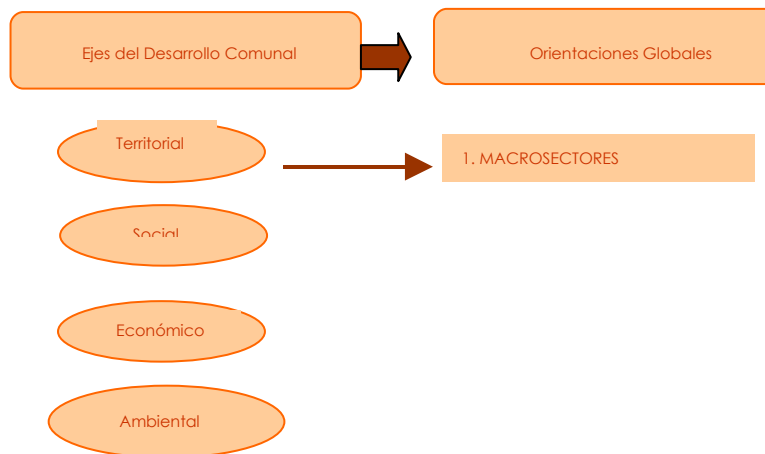 Ejes del Desarrollo Comunal
Orientaciones Globales
Territorial
1. MACROSECTORES
Social
Económico
Ambiental